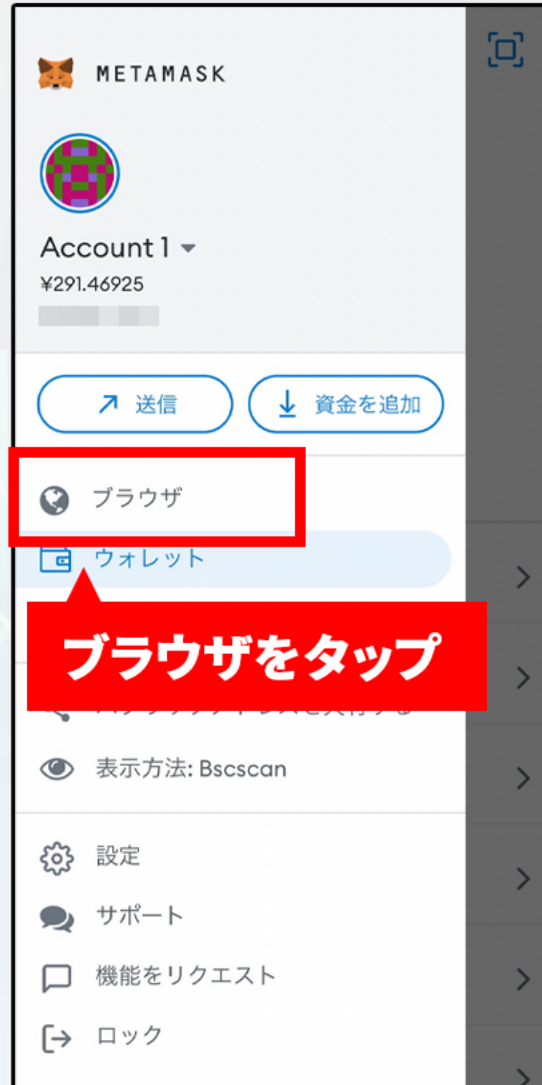 METAMASK
Account 1
¥291.46925
送信
資金を追加
ブラウザ
ウォレット
ブラウザをタップ
表示方法: Bscscan
設定
サポート
機能をリクエスト
ロック